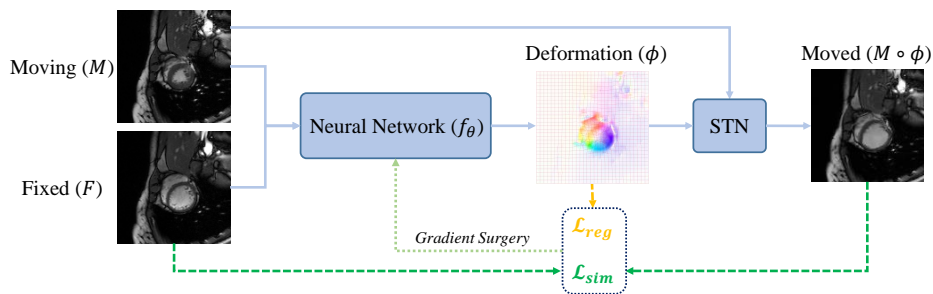 Moving (M)
Fixed (F)
Neural Network (f_θ)
Deformation (ϕ)
STN
Moved (M ∘ ϕ)
Gradient Surgery
ℒ_reg
ℒ_sim